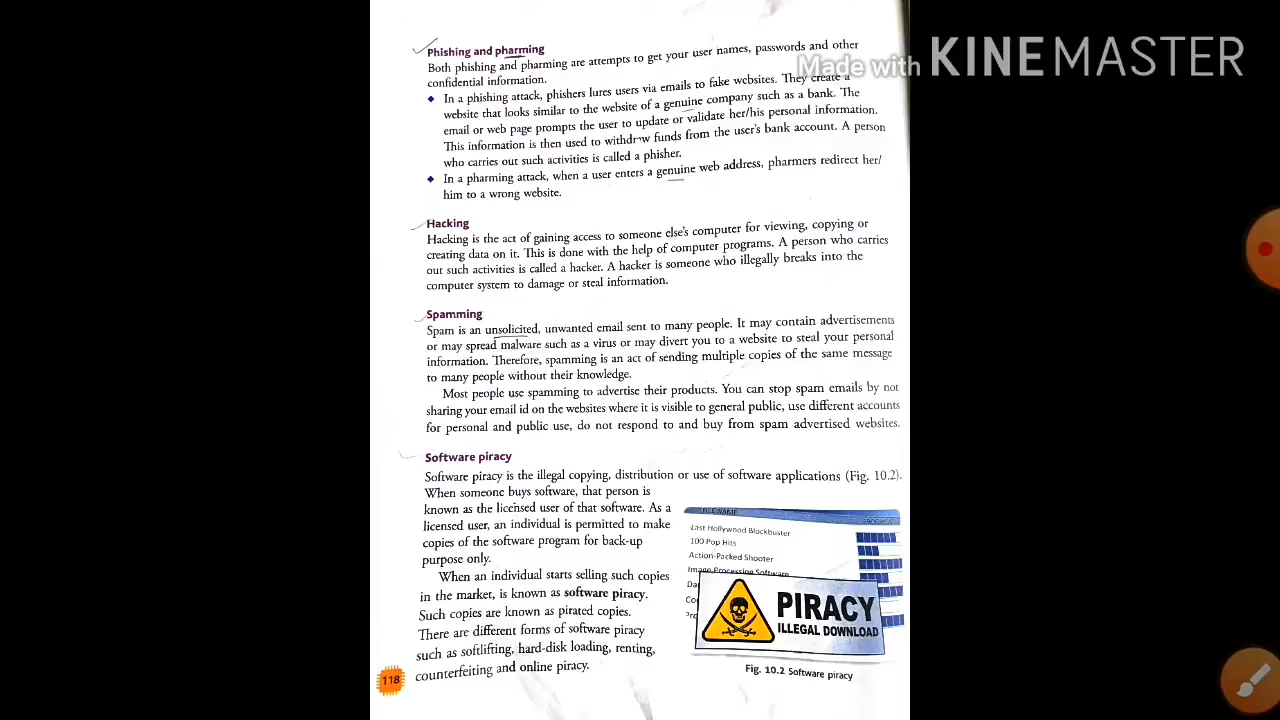 Made with KINEMASTER
Phishing and pharming
Both phishing and pharming are attempts to get your user names, passwords and other
confidential information.
◆ In a phishing attack, phishers lures users via emails to fake websites. They create a
website that looks similar to the website of a genuine company such as a bank. The
email or web page prompts the user to update or validate her/his personal information.
This information is then used to withdraw funds from the user's bank account. A person
who carries out such activities is called a phisher.
◆ In a pharming attack, when a user enters a genuine web address, pharmers redirect her/
him to a wrong website.
Hacking
Hacking is the act of gaining access to someone else's computer for viewing, copying or
creating data on it. This is done with the help of computer programs. A person who carries
out such activities is called a hacker. A hacker is someone who illegally breaks into the
computer system to damage or steal information.
Spamming
Spam is an unsolicited, unwanted email sent to many people. It may contain advertisements
or may spread malware such as a virus or may divert you to a website to steal your personal
information. Therefore, spamming is an act of sending multiple copies of the same message
to many people without their knowledge.
Most people use spamming to advertise their products. You can stop spam emails by not
sharing your email id on the websites where it is visible to general public, use different accounts
for personal and public use, do not respond to and buy from spam advertised websites.
Software piracy
Software piracy is the illegal copying, distribution or use of software applications (Fig. 10.2).
When someone buys software, that person is
known as the licensed user of that software. As a
licensed user, an individual is permitted to make
copies of the software program for back-up
purpose only.
When an individual starts selling such copies
in the market, is known as software piracy.
Such copies are known as pirated copies.
There are different forms of software piracy
such as softlifting, hard-disk loading, renting,
counterfeiting and online piracy.
FILE NAME
PROGRESS
Last Hollywood Blockbuster
100 Pop Hits
Action-Packed Shooter
Image Processing Software
PIRACY
ILLEGAL DOWNLOAD
Fig. 10.2 Software piracy
118